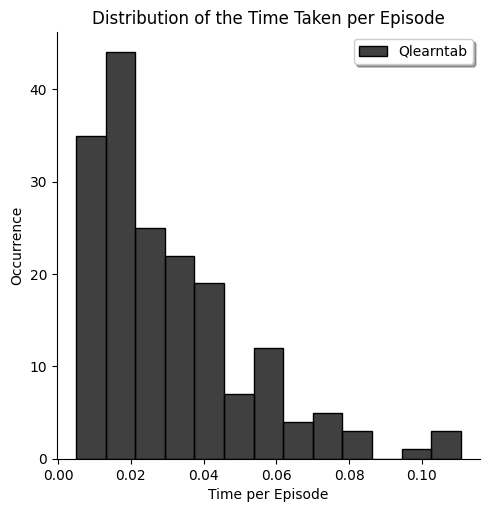 Distribution of the Time Taken per Episode
Qlearntab
Occurrence
40
30
20
10
0
0.00 0.02 0.04 0.06 0.08 0.10
Time per Episode